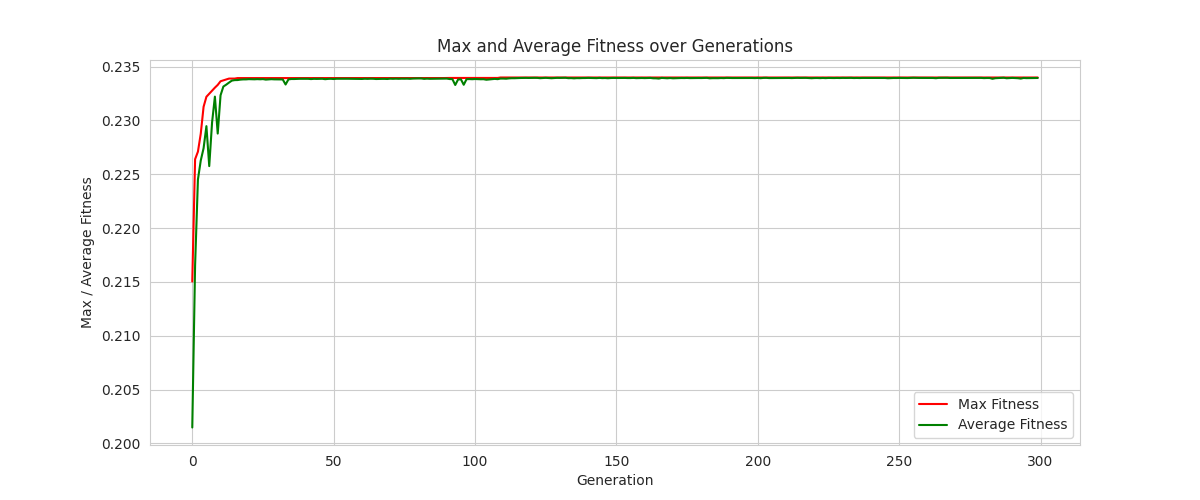 Max and Average Fitness over Generations
Max / Average Fitness
0.235
0.230
0.225
0.220
0.215
0.210
0.205
0.200
0 50 100 150 200 250 300
Generation
Max Fitness
Average Fitness